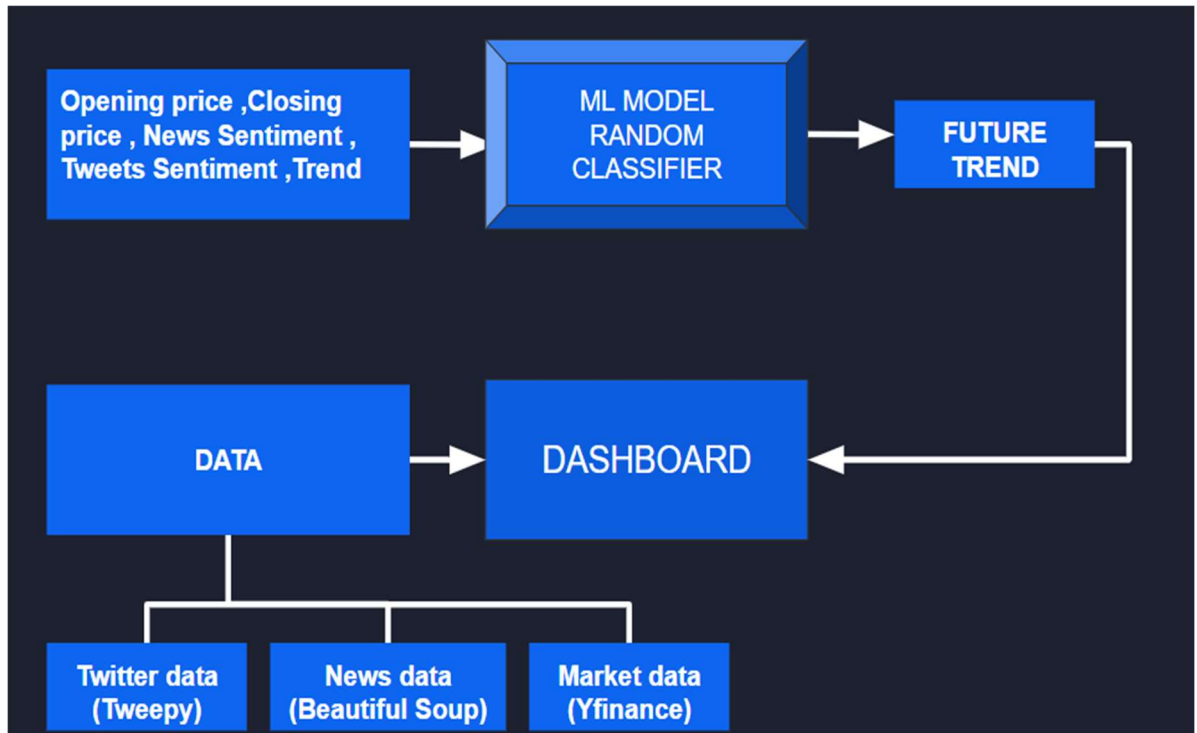 Opening price ,Closing
price , News Sentiment ,
Tweets Sentiment ,Trend
ML MODEL
RANDOM
CLASSIFIER
FUTURE
TREND
DATA
DASHBOARD
Twitter data
(Tweepy)
News data
(Beautiful Soup)
Market data
(Yfinance)